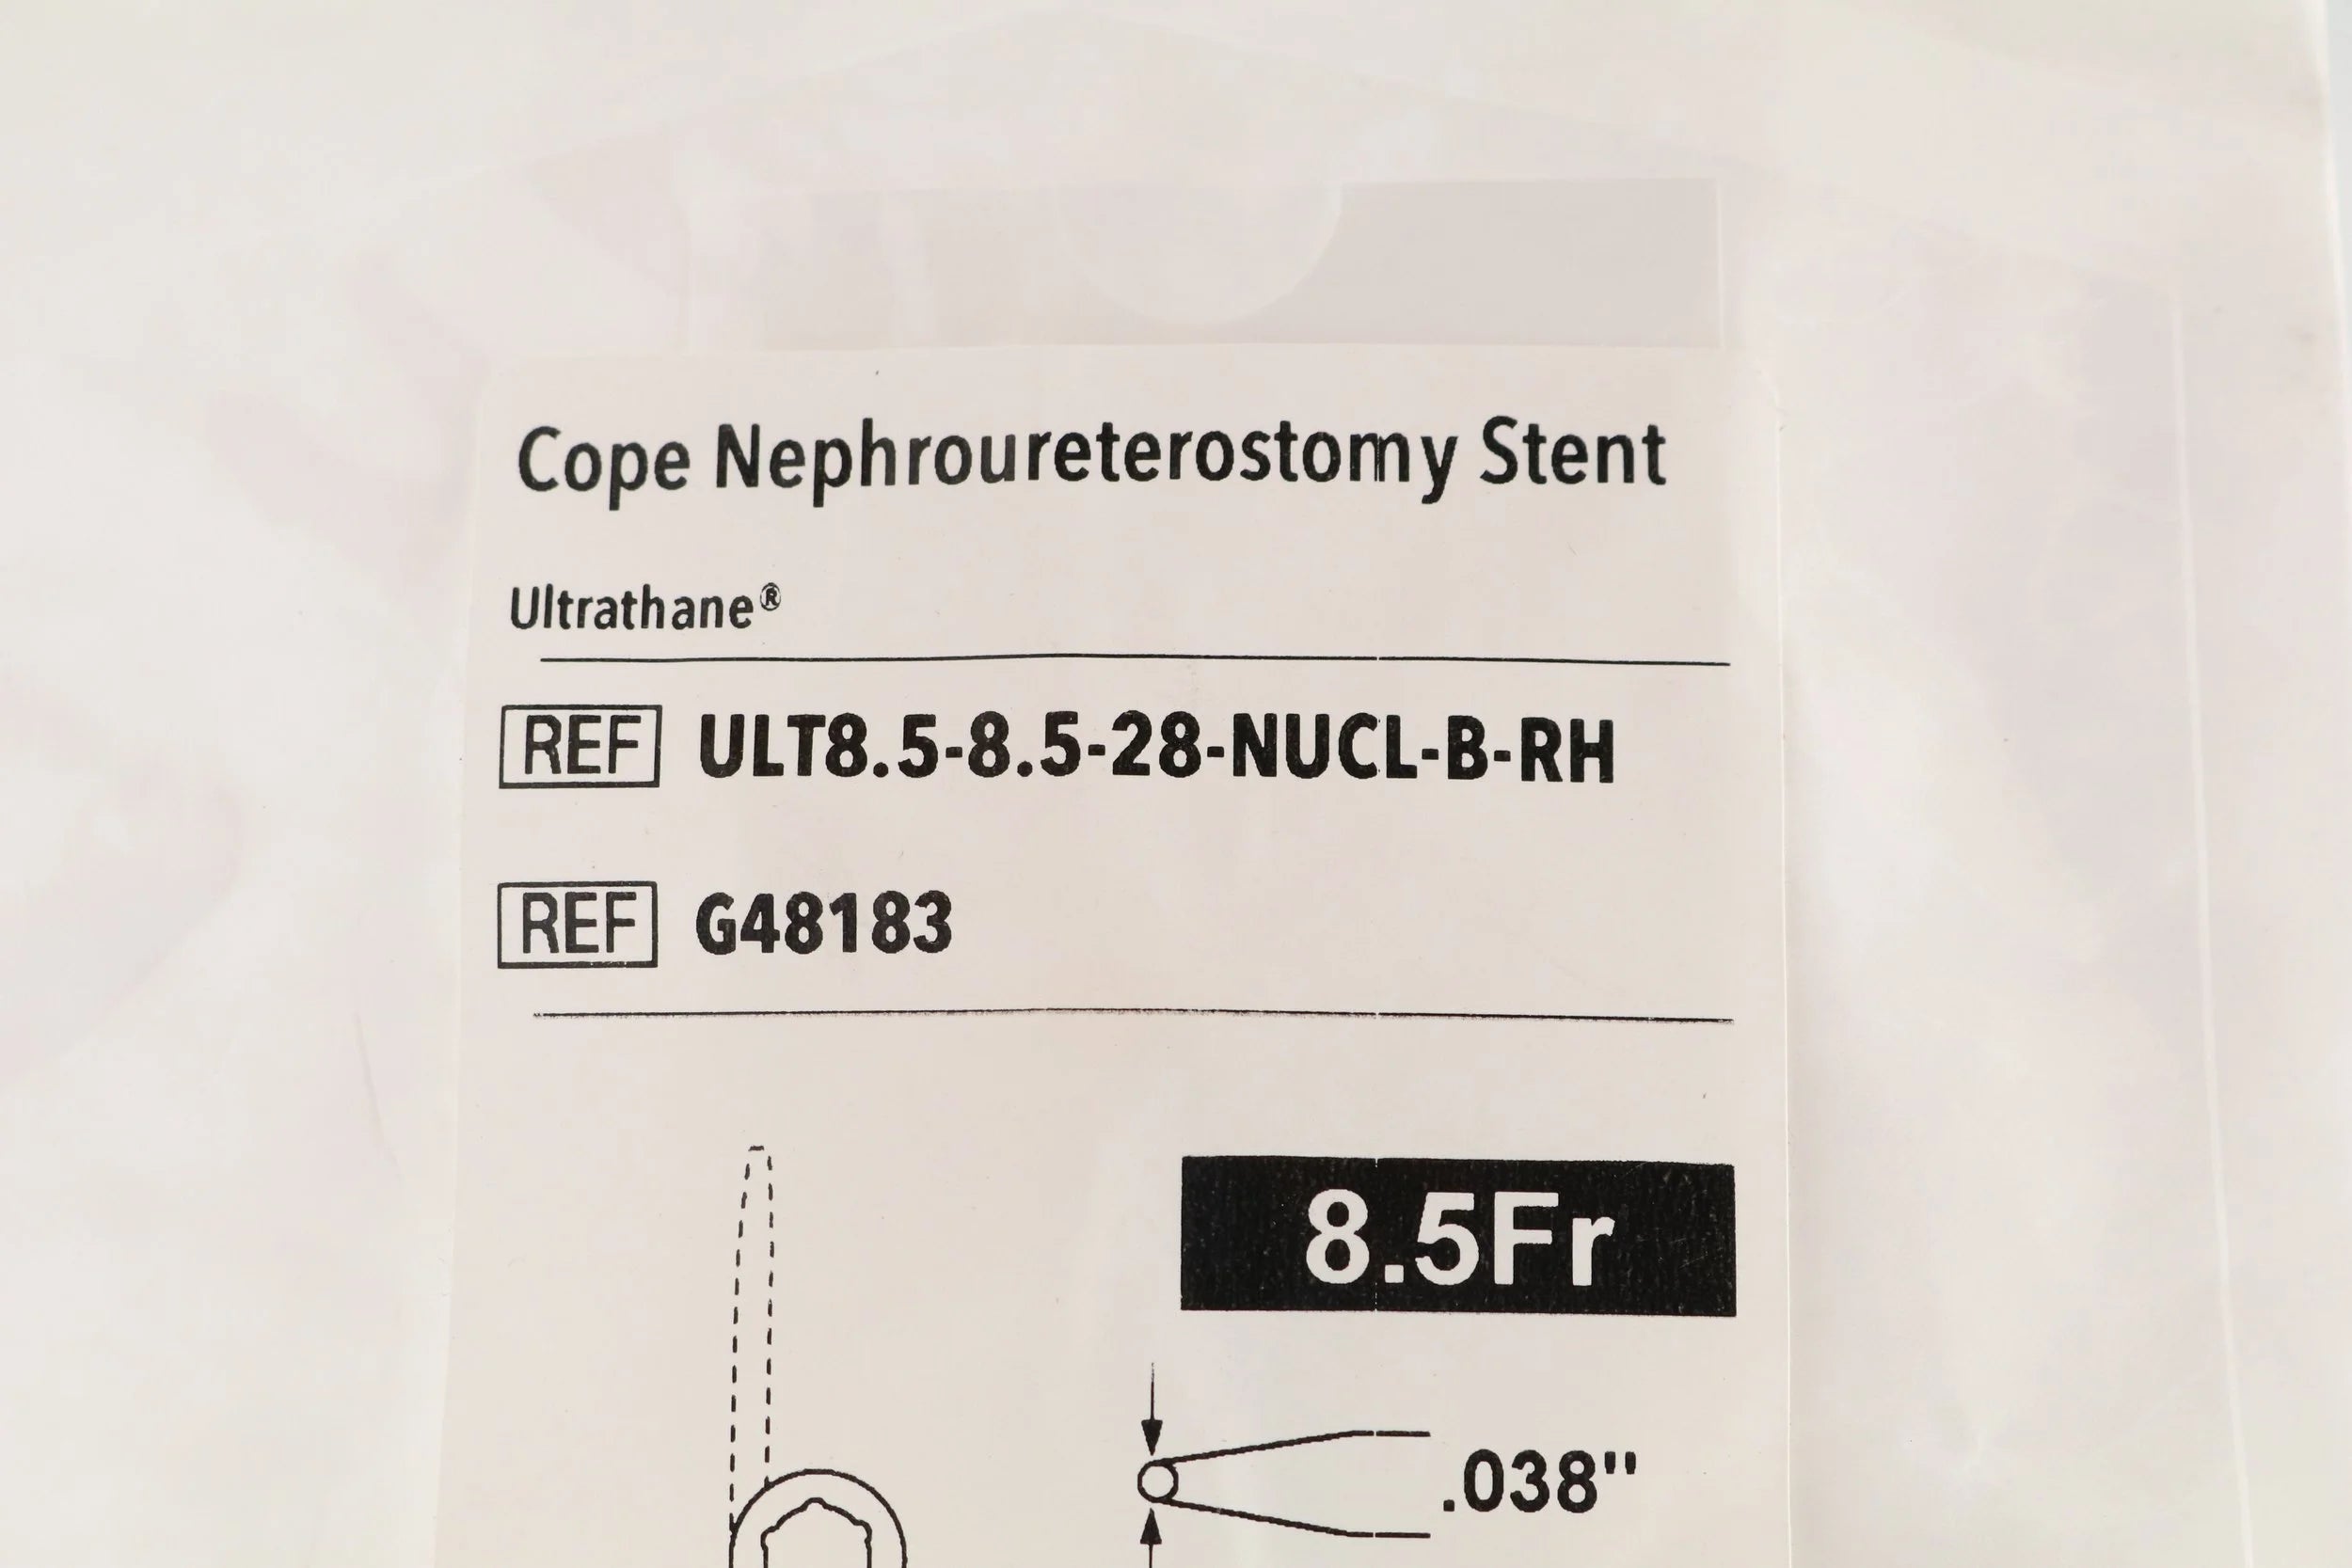 Cope Nephroureterostomy Stent
Ultrathane®
REF ULT8.5-8.5-28-NUCL-B-RH
REF G48183
8.5Fr
.038"